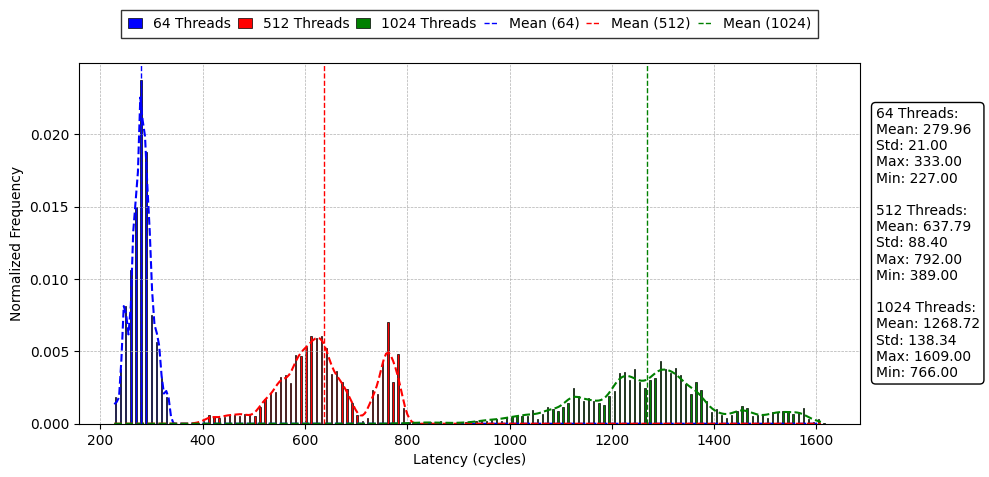 64 Threads 512 Threads 1024 Threads Mean (64) Mean (512) Mean (1024)
Normalized Frequency
0.020
0.015
0.010
0.005
0.000
200 400 600 800 1000 1200 1400 1600
Latency (cycles)
64 Threads:
Mean: 279.96
Std: 21.00
Max: 333.00
Min: 227.00
512 Threads:
Mean: 637.79
Std: 88.40
Max: 792.00
Min: 389.00
1024 Threads:
Mean: 1268.72
Std: 138.34
Max: 1609.00
Min: 766.00